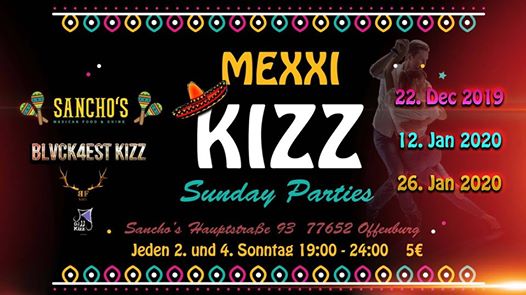 MEXXI
KIZZ
Sunday Parties
SANCHO'S
MEXICAN FOOD & DRINK
BLVCK4EST KIZZ
BF
22. Dec 2019
12. Jan 2020
26. Jan 2020
Sancho's Hauptstraße 93 77652 Offenburg
Jeden 2. und 4. Sonntag 19:00 - 24:00 5€